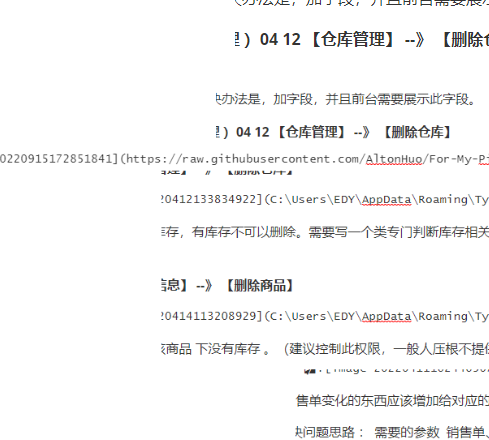 办法是，加字段，并且前台需要展示
理）04 12 【仓库管理】 --》 【删除仓
决办法是，加字段，并且前台需要展示此字段。
理）04 12 【仓库管理】 --》 【删除仓库】
0220915172851841](https://raw.githubusercontent.com/AltonHuo/For-My-Pi
管理】 --》 【删除仓库】
20412133834922](C:\Users\EDY\AppData\Roaming\Ty
库存，有库存不可以删除。需要写一个类专门判断库存相关
信息】 --》 【删除商品】
20414113208929](C:\Users\EDY\AppData\Roaming\Ty
该商品 下没有库存 。（建议控制此权限，一般人压根不提供
售单变化的东西应该增加给对应的
决问题思路 ： 需要的参数 销售单、